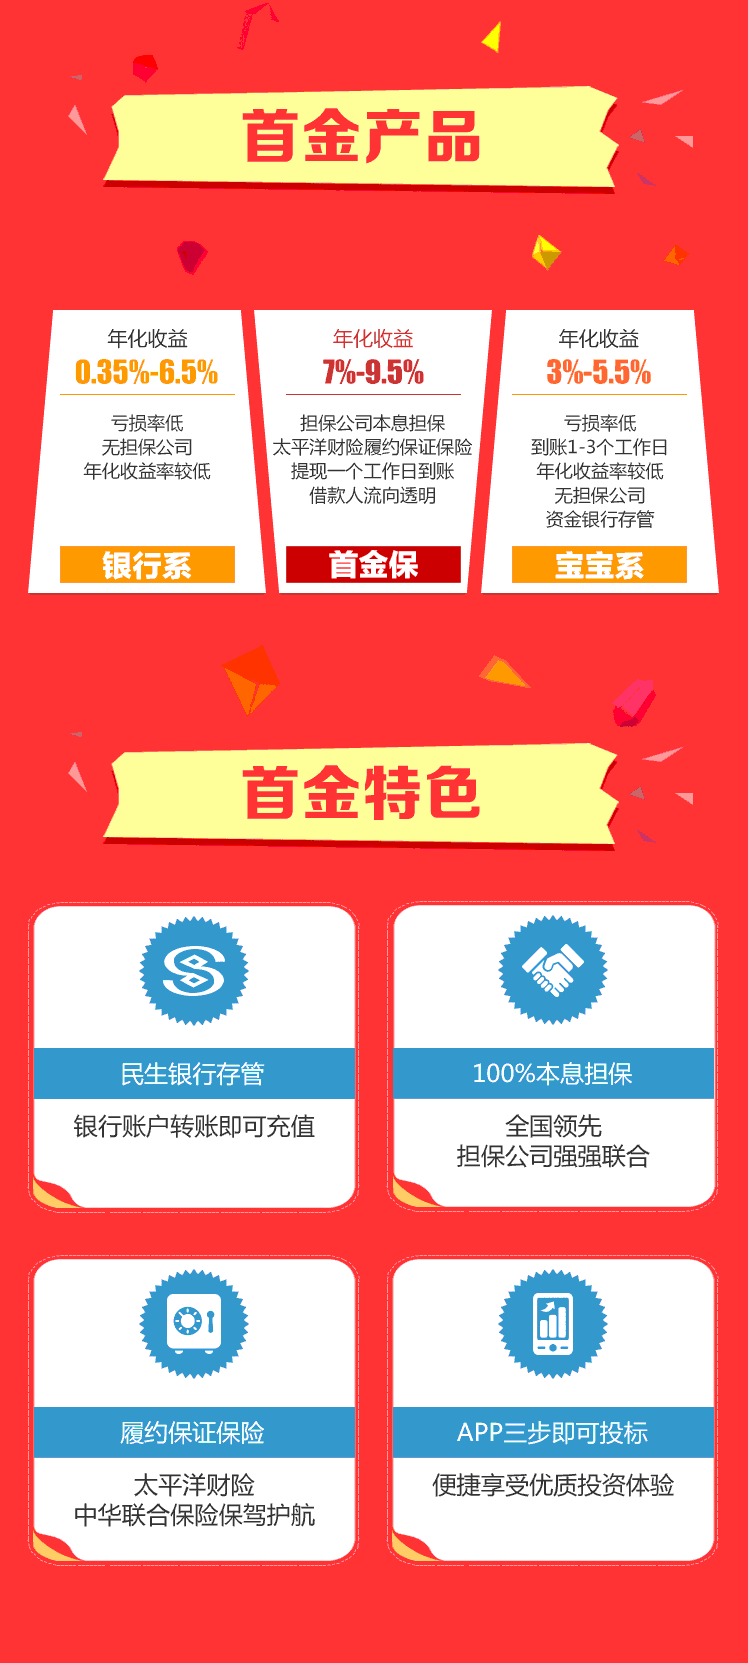 首金产品
年化收益
0.35%-6.5%
亏损率低
无担保公司
年化收益率较低
银行系
年化收益
7%-9.5%
担保公司本息担保
太平洋财险履约保证保险
提现一个工作日到账
借款人流向透明
首金保
年化收益
3%-5.5%
亏损率低
到账1-3个工作日
年化收益率较低
无担保公司
资金银行存管
宝宝系
首金特色
民生银行存管
银行账户转账即可充值
100%本息担保
全国领先
担保公司强强联合
履约保证保险
太平洋财险
中华联合保险保驾护航
APP三步即可投标
便捷享受优质投资体验